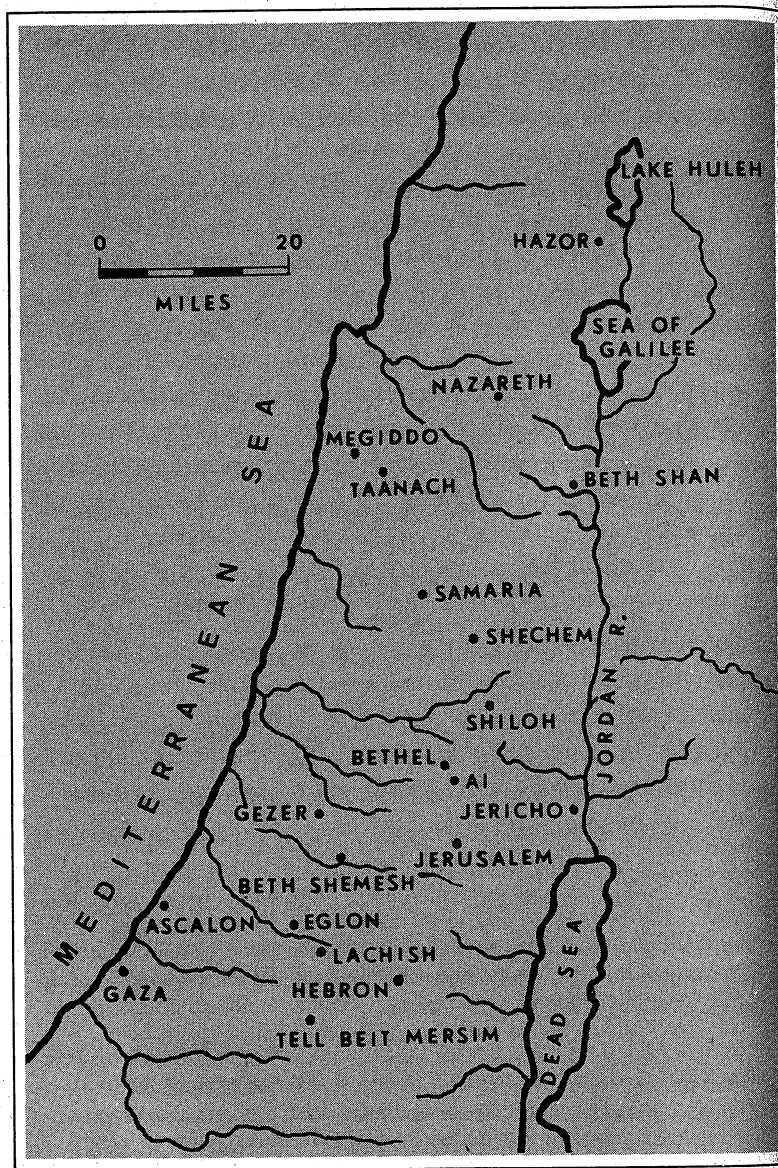 LAKE HULEH
0 20
HAZOR
MILES
SEA OF
GALILEE
NAZARETH
MEGIDDO
TAANACH
BETH SHAN
MEDITERRANEAN SEA
SAMARIA
SHECHEM
JORDAN R.
SHILOH
BETHEL
AI
GEZER
JERICHO
JERUSALEM
BETH SHEMESH
ASCALON
EGLON
LACHISH
GAZA
HEBRON
TELL BEIT MERSIM
DEAD SEA